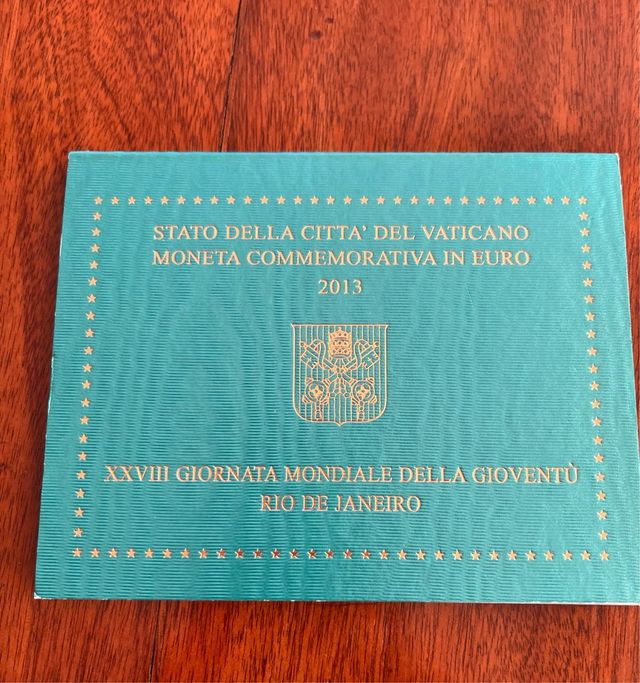 STATO DELLA CITTA' DEL VATICANO
MONETA COMMEMORATIVA IN EURO
2013
XXVIII GIORNATA MONDIALE DELLA GIOVENTÙ
RIO DE JANEIRO